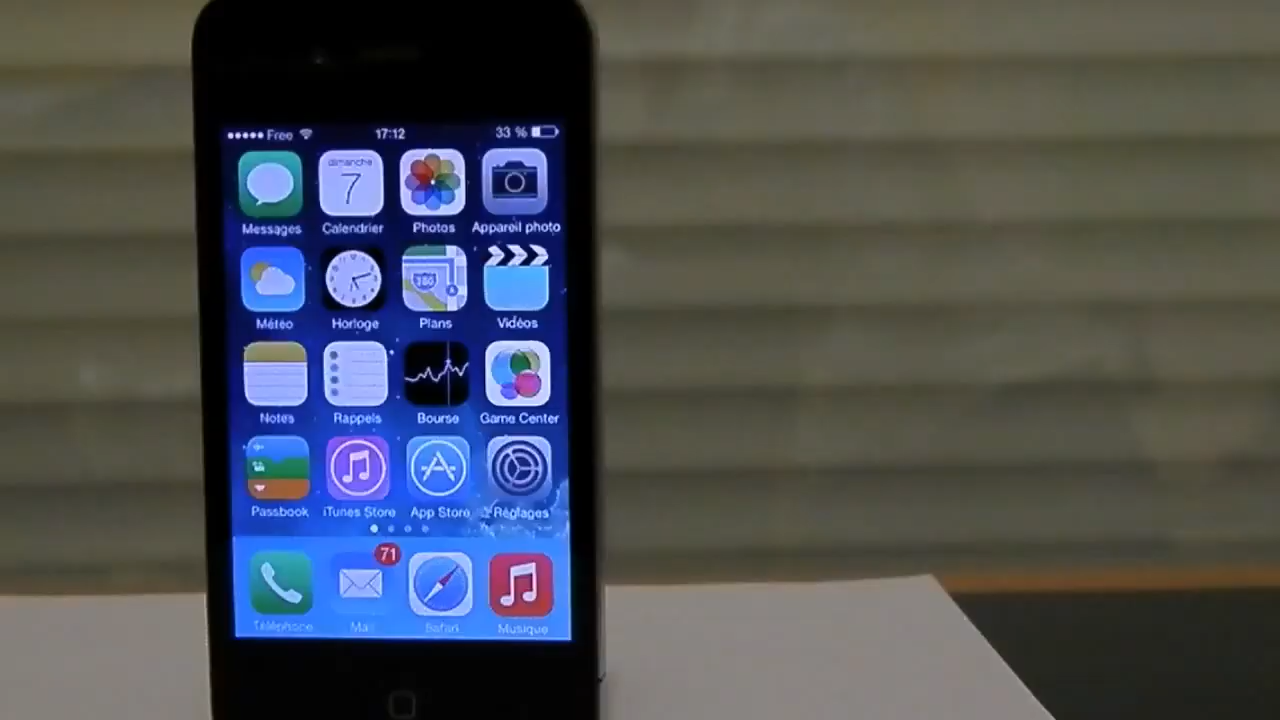 Free 17:12 33 %
dimanche
7
Messages Calendrier Photos Appareil photo
280
Météo Horloge Plans Vidéos
Notes Rappels Bourse Game Center
Passbook iTunes Store App Store Réglages
71
Téléphone Mail Safari Musique